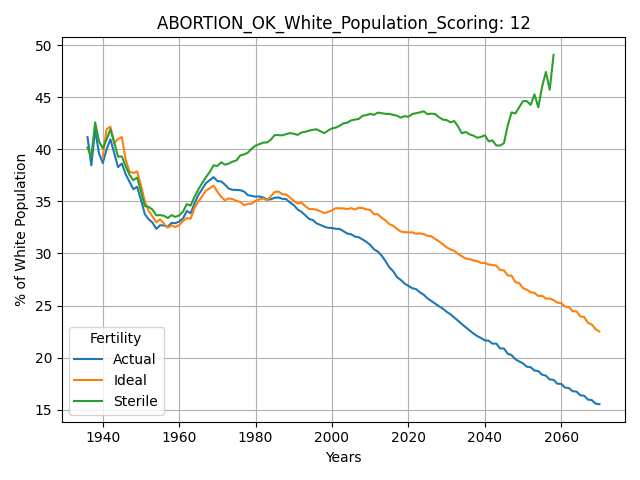 ABORTION_OK_White_Population_Scoring: 12
% of White Population
50
45
40
35
30
25
20
15
Fertility
Actual
Ideal
Sterile
1940 1960 1980 2000 2020 2040 2060
Years